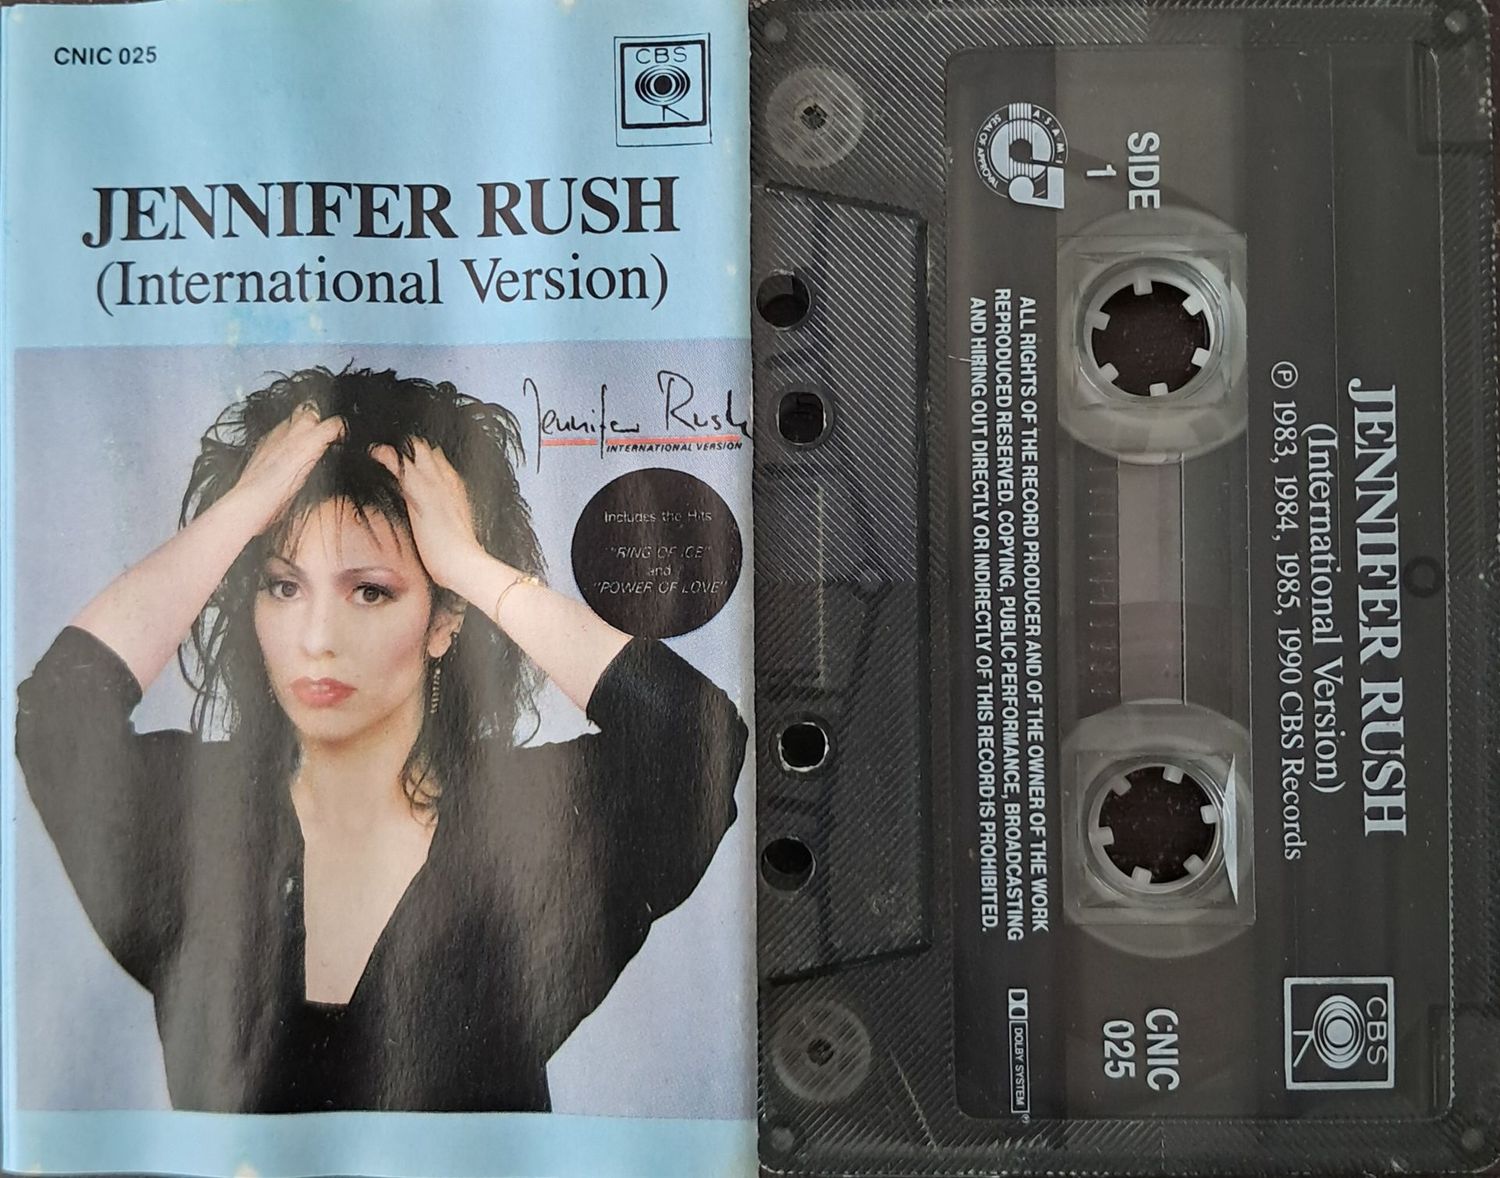 CNIC 025
CBS
JENNIFER RUSH
(International Version)
Jennifer Rush
INTERNATIONAL VERSION
Includes the Hits
"RING OF ICE"
and
"POWER OF LOVE"
A.S.A.M.I.
SEAL OF APPROVAL
SIDE
1
JENNIFER RUSH
(International Version)
℗ 1983, 1984, 1985, 1990 CBS Records
ALL RIGHTS OF THE RECORD PRODUCER AND OF THE OWNER OF THE WORK
REPRODUCED RESERVED. COPYING, PUBLIC PERFORMANCE, BROADCASTING
AND HIRING OUT DIRECTLY OR INDIRECTLY OF THIS RECORD IS PROHIBITED.
CBS
CNIC
025
DOLBY SYSTEM